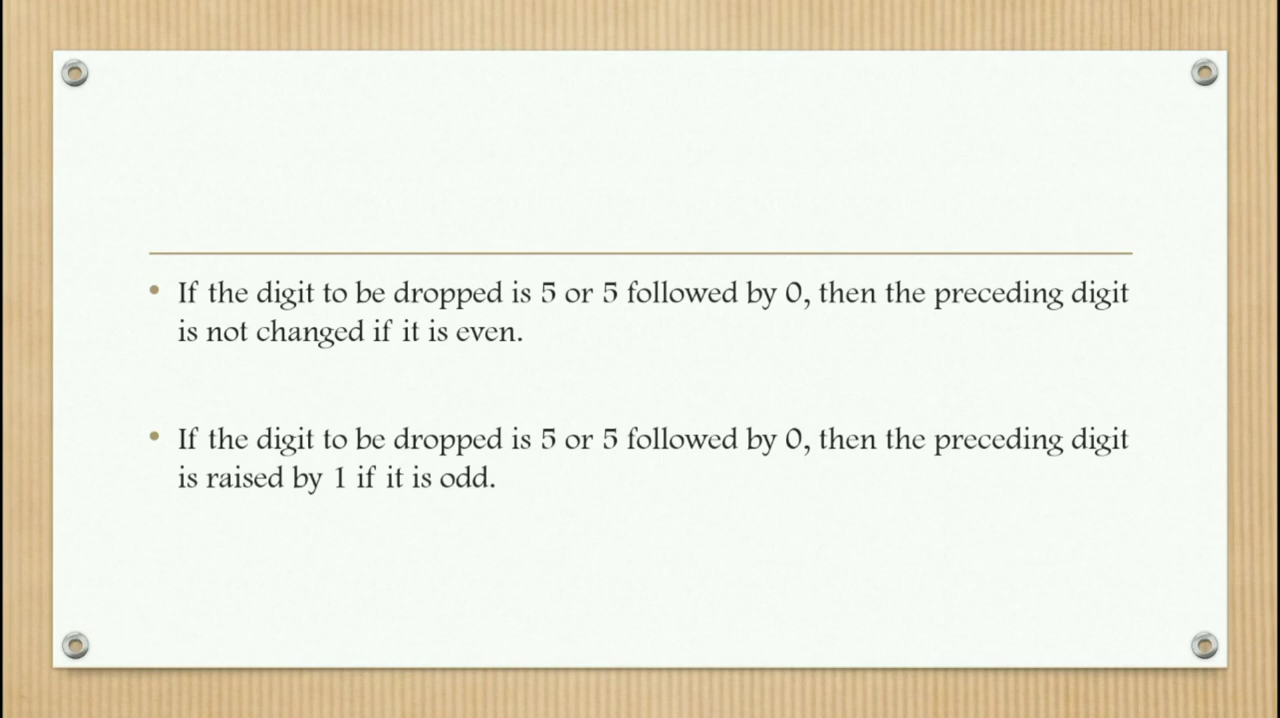 • If the digit to be dropped is 5 or 5 followed by 0, then the preceding digit
is not changed if it is even.
• If the digit to be dropped is 5 or 5 followed by 0, then the preceding digit
is raised by 1 if it is odd.